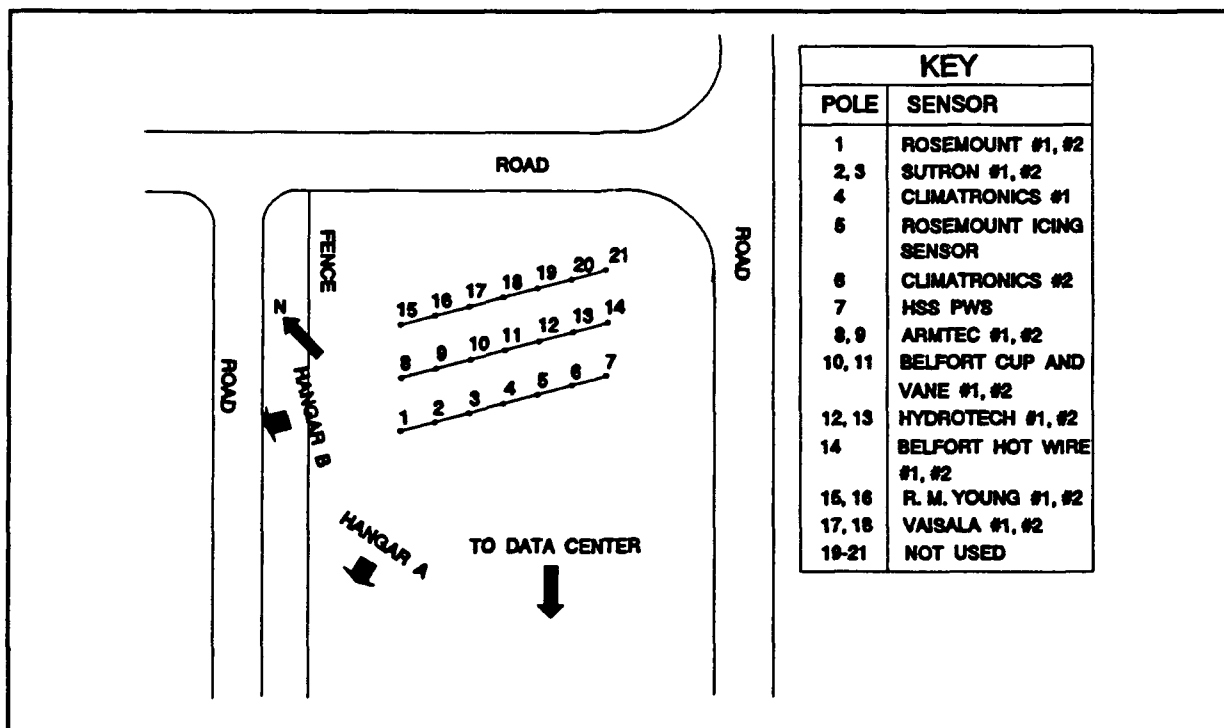 ROAD
ROAD
FENCE
N
ROAD
HANGAR B
HANGAR A
TO DATA CENTER
15 16 17 18 19 20 21
8 9 10 11 12 13 14
1 2 3 4 5 6 7
KEY
POLE SENSOR
1 ROSEMOUNT #1, #2
2, 3 SUTRON #1, #2
4 CLIMATRONICS #1
5 ROSEMOUNT ICING
SENSOR
6 CLIMATRONICS #2
7 HSS PWS
8, 9 ARMTEC #1, #2
10, 11 BELFORT CUP AND
VANE #1, #2
12, 13 HYDROTECH #1, #2
14 BELFORT HOT WIRE
#1, #2
15, 16 R. M. YOUNG #1, #2
17, 18 VAISALA #1, #2
19-21 NOT USED